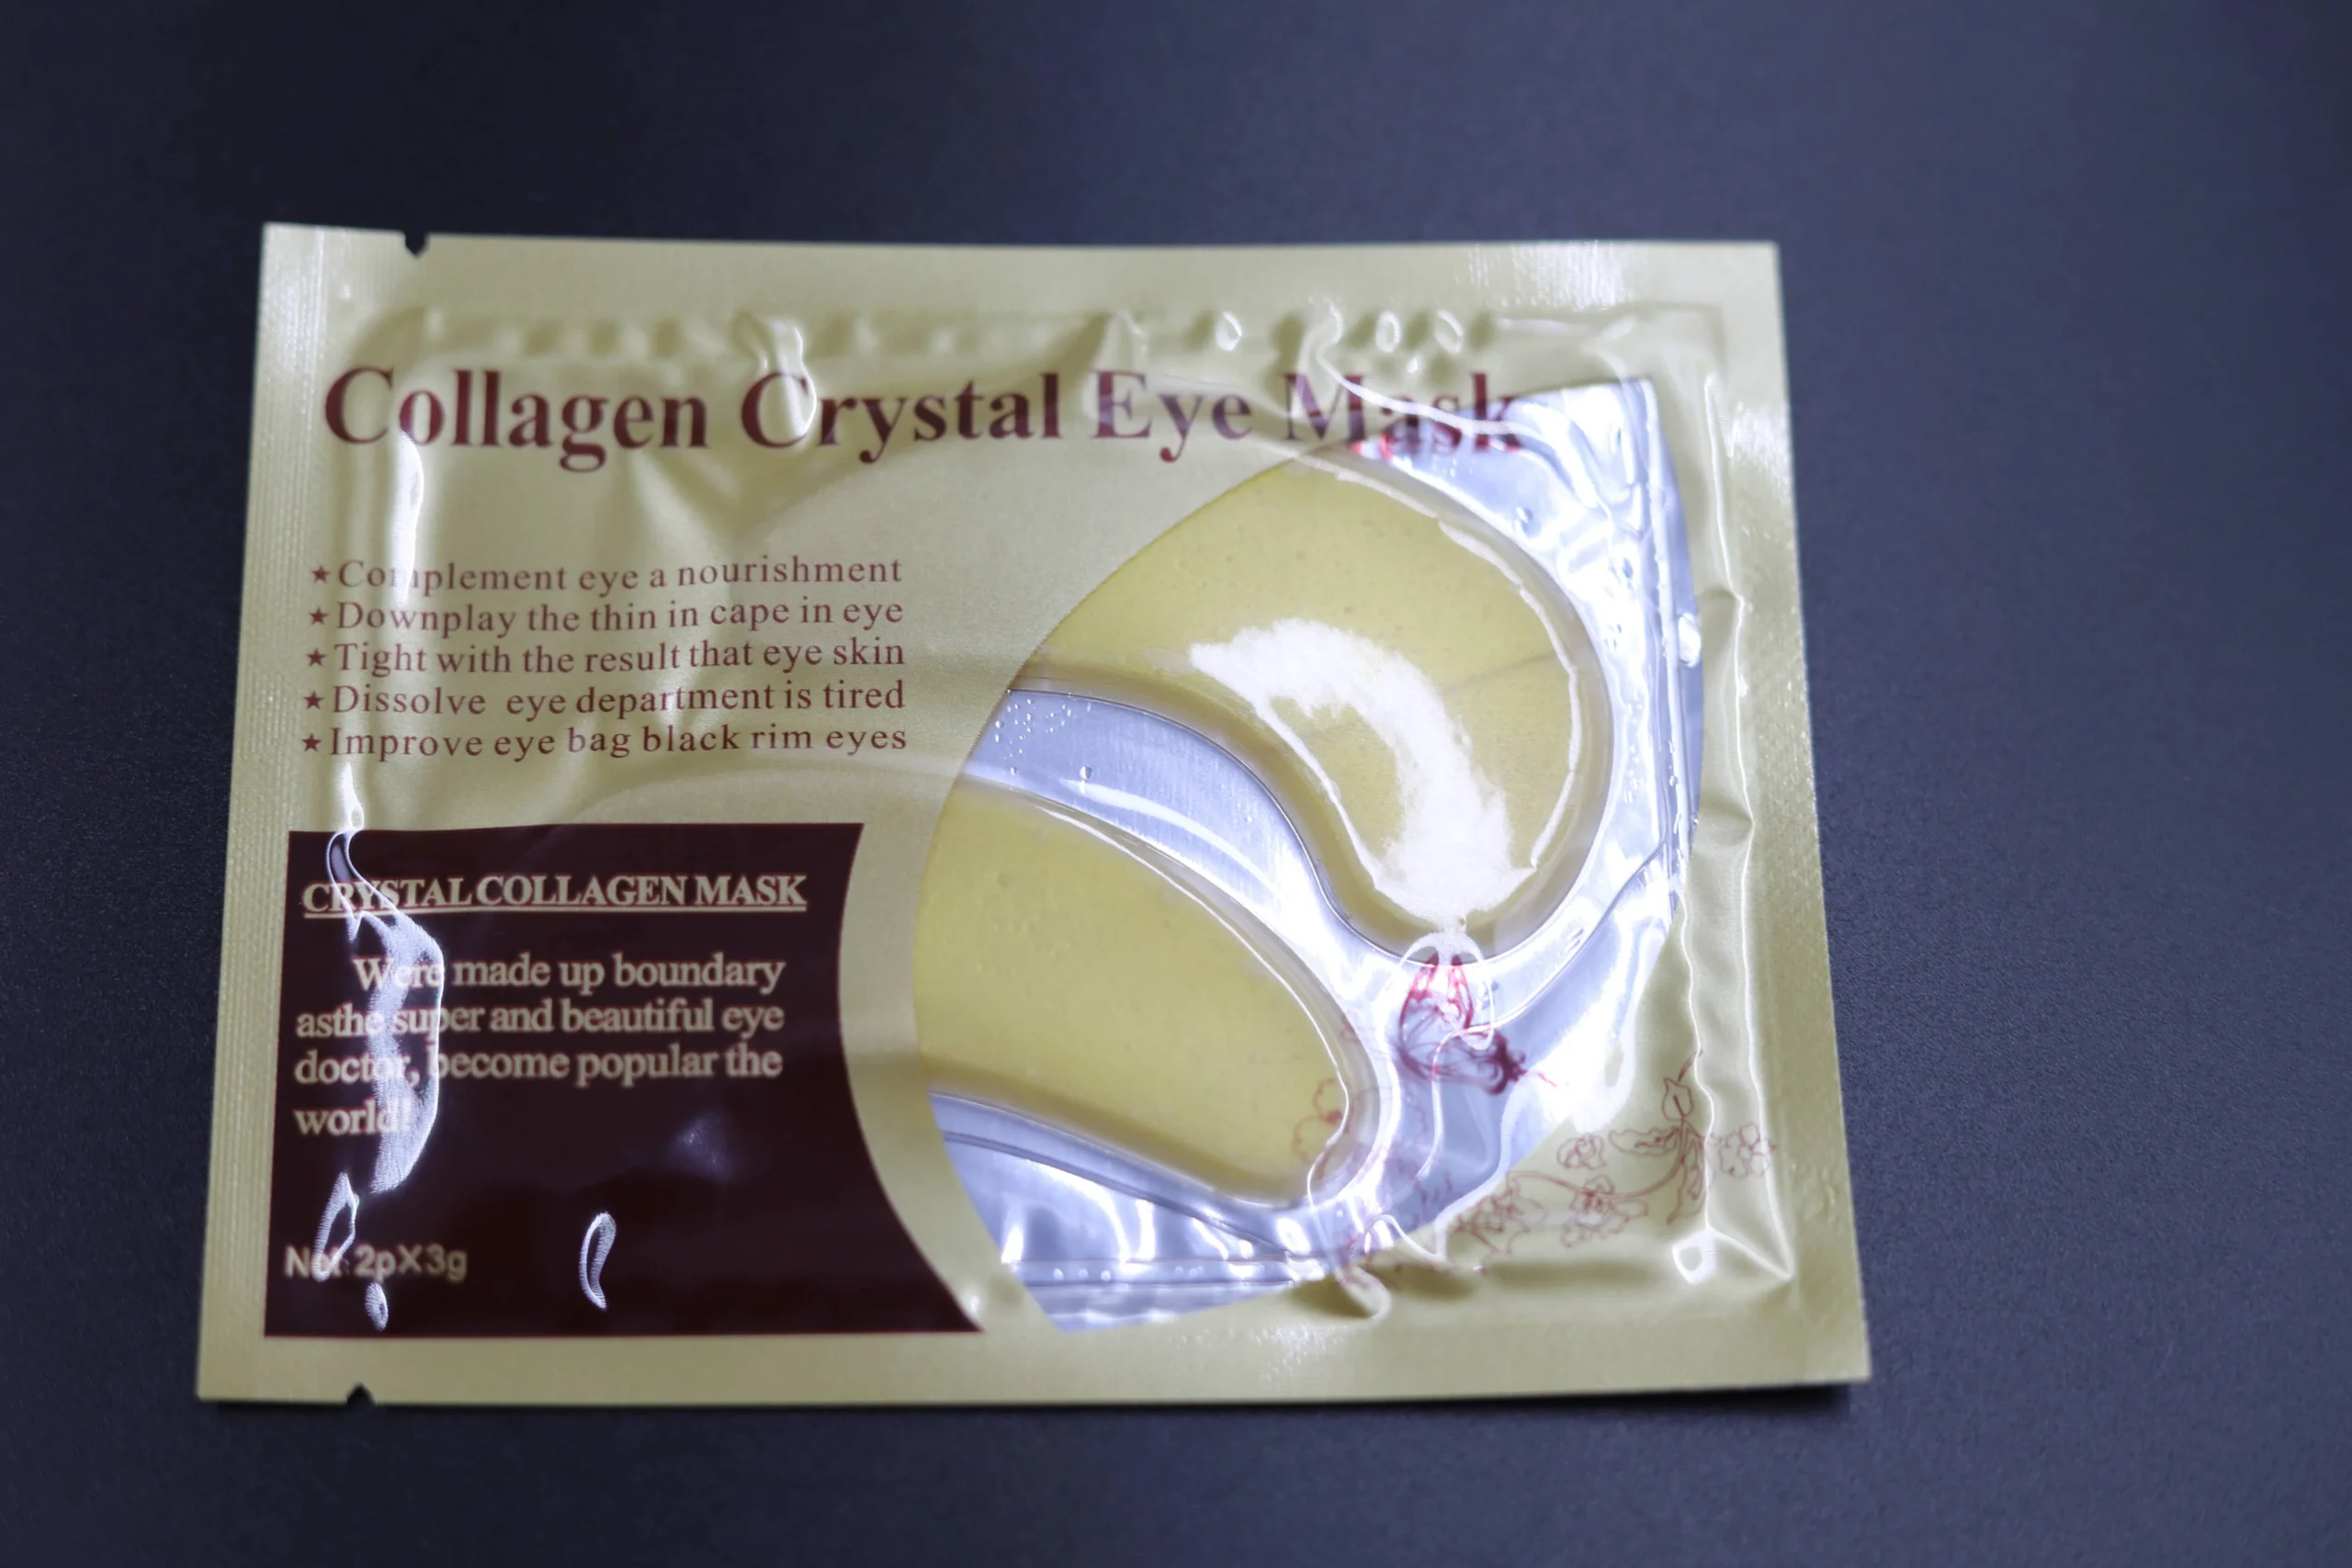 Collagen Crystal Eye Mask
★Complement eye a nourishment
★Downplay the thin in cape in eye
★Tight with the result that eye skin
★Dissolve eye department is tired
★Improve eye bag black rim eyes
CRYSTAL COLLAGEN MASK
Were made up boundary
asthe super and beautiful eye
doctor, become popular the
world!
Net: 2pX3g